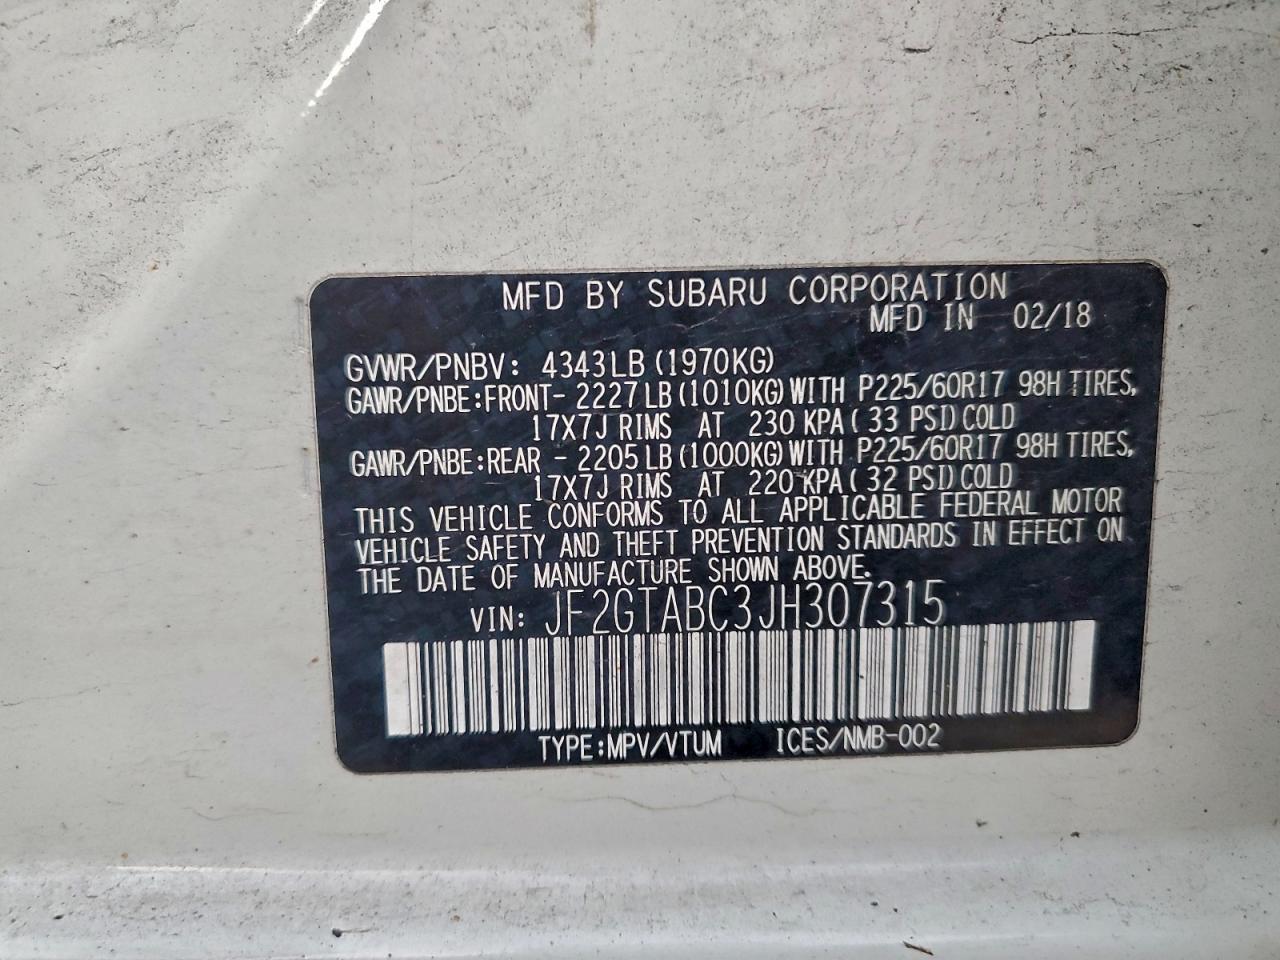 MFD BY SUBARU CORPORATION
MFD IN 02/18
GVWR/PNBV: 4343LB (1970KG)
GAWR/PNBE:FRONT- 2227LB (1010KG) WITH P225/60R17 98H TIRES,
17X7J RIMS AT 230 KPA( 33 PSI) COLD
GAWR/PNBE:REAR - 2205LB (1000KG) WITH P225/60R17 98H TIRES,
17X7J RIMS AT 220 KPA( 32 PSI) COLD
THIS VEHICLE CONFORMS TO ALL APPLICABLE FEDERAL MOTOR
VEHICLE SAFETY AND THEFT PREVENTION STANDARDS IN EFFECT ON
THE DATE OF MANUFACTURE SHOWN ABOVE.
VIN: JF2GTABC3JH307315
TYPE:MPV/VTUM ICES/NMB-002